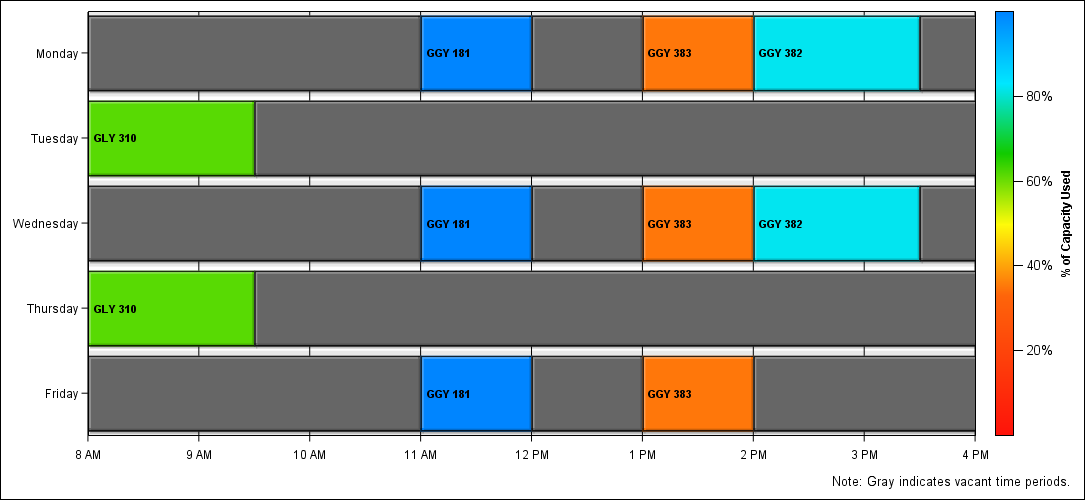 Monday
GGY 181
GGY 383
GGY 382
Tuesday
GLY 310
Wednesday
GGY 181
GGY 383
GGY 382
Thursday
GLY 310
Friday
GGY 181
GGY 383
8 AM
9 AM
10 AM
11 AM
12 PM
1 PM
2 PM
3 PM
4 PM
80%
60%
40%
20%
% of Capacity Used
Note: Gray indicates vacant time periods.